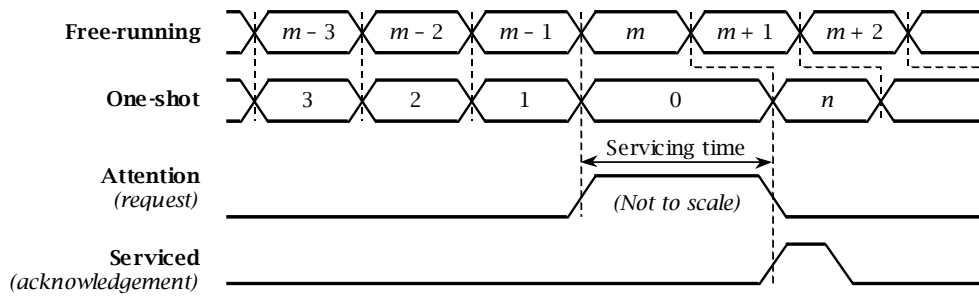 Free-running m – 3 m – 2 m – 1 m m + 1 m + 2
One-shot 3 2 1 0 n
Servicing time
Attention
(request) (Not to scale)
Serviced
(acknowledgement)